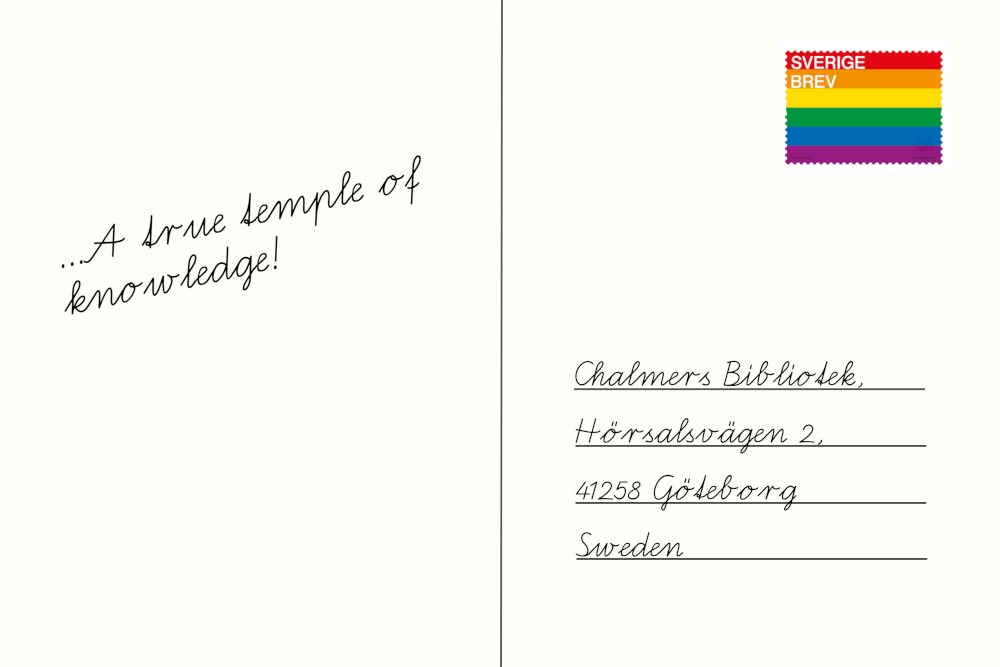 ...A true temple of
knowledge!
SVERIGE
BREV
Chalmers Bibliotek,
Hörsalsvägen 2,
41258 Göteborg
Sweden